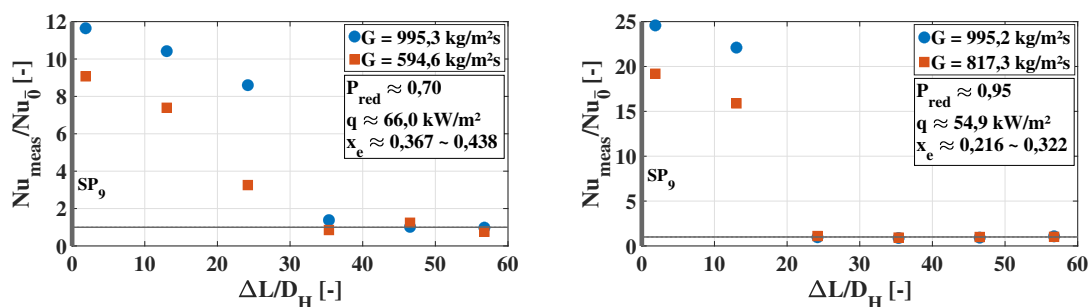 12
10
8
6
4
2
0
Nu_meas/Nu_0̅ [-]
G = 995,3 kg/m²s
G = 594,6 kg/m²s
P_red ≈ 0,70
q ≈ 66,0 kW/m²
x_e ≈ 0,367 ~ 0,438
SP_9
0 10 20 30 40 50 60
ΔL/D_H [-]
25
20
15
10
5
0
Nu_meas/Nu_0̅ [-]
G = 995,2 kg/m²s
G = 817,3 kg/m²s
P_red ≈ 0,95
q ≈ 54,9 kW/m²
x_e ≈ 0,216 ~ 0,322
SP_9
0 10 20 30 40 50 60
ΔL/D_H [-]